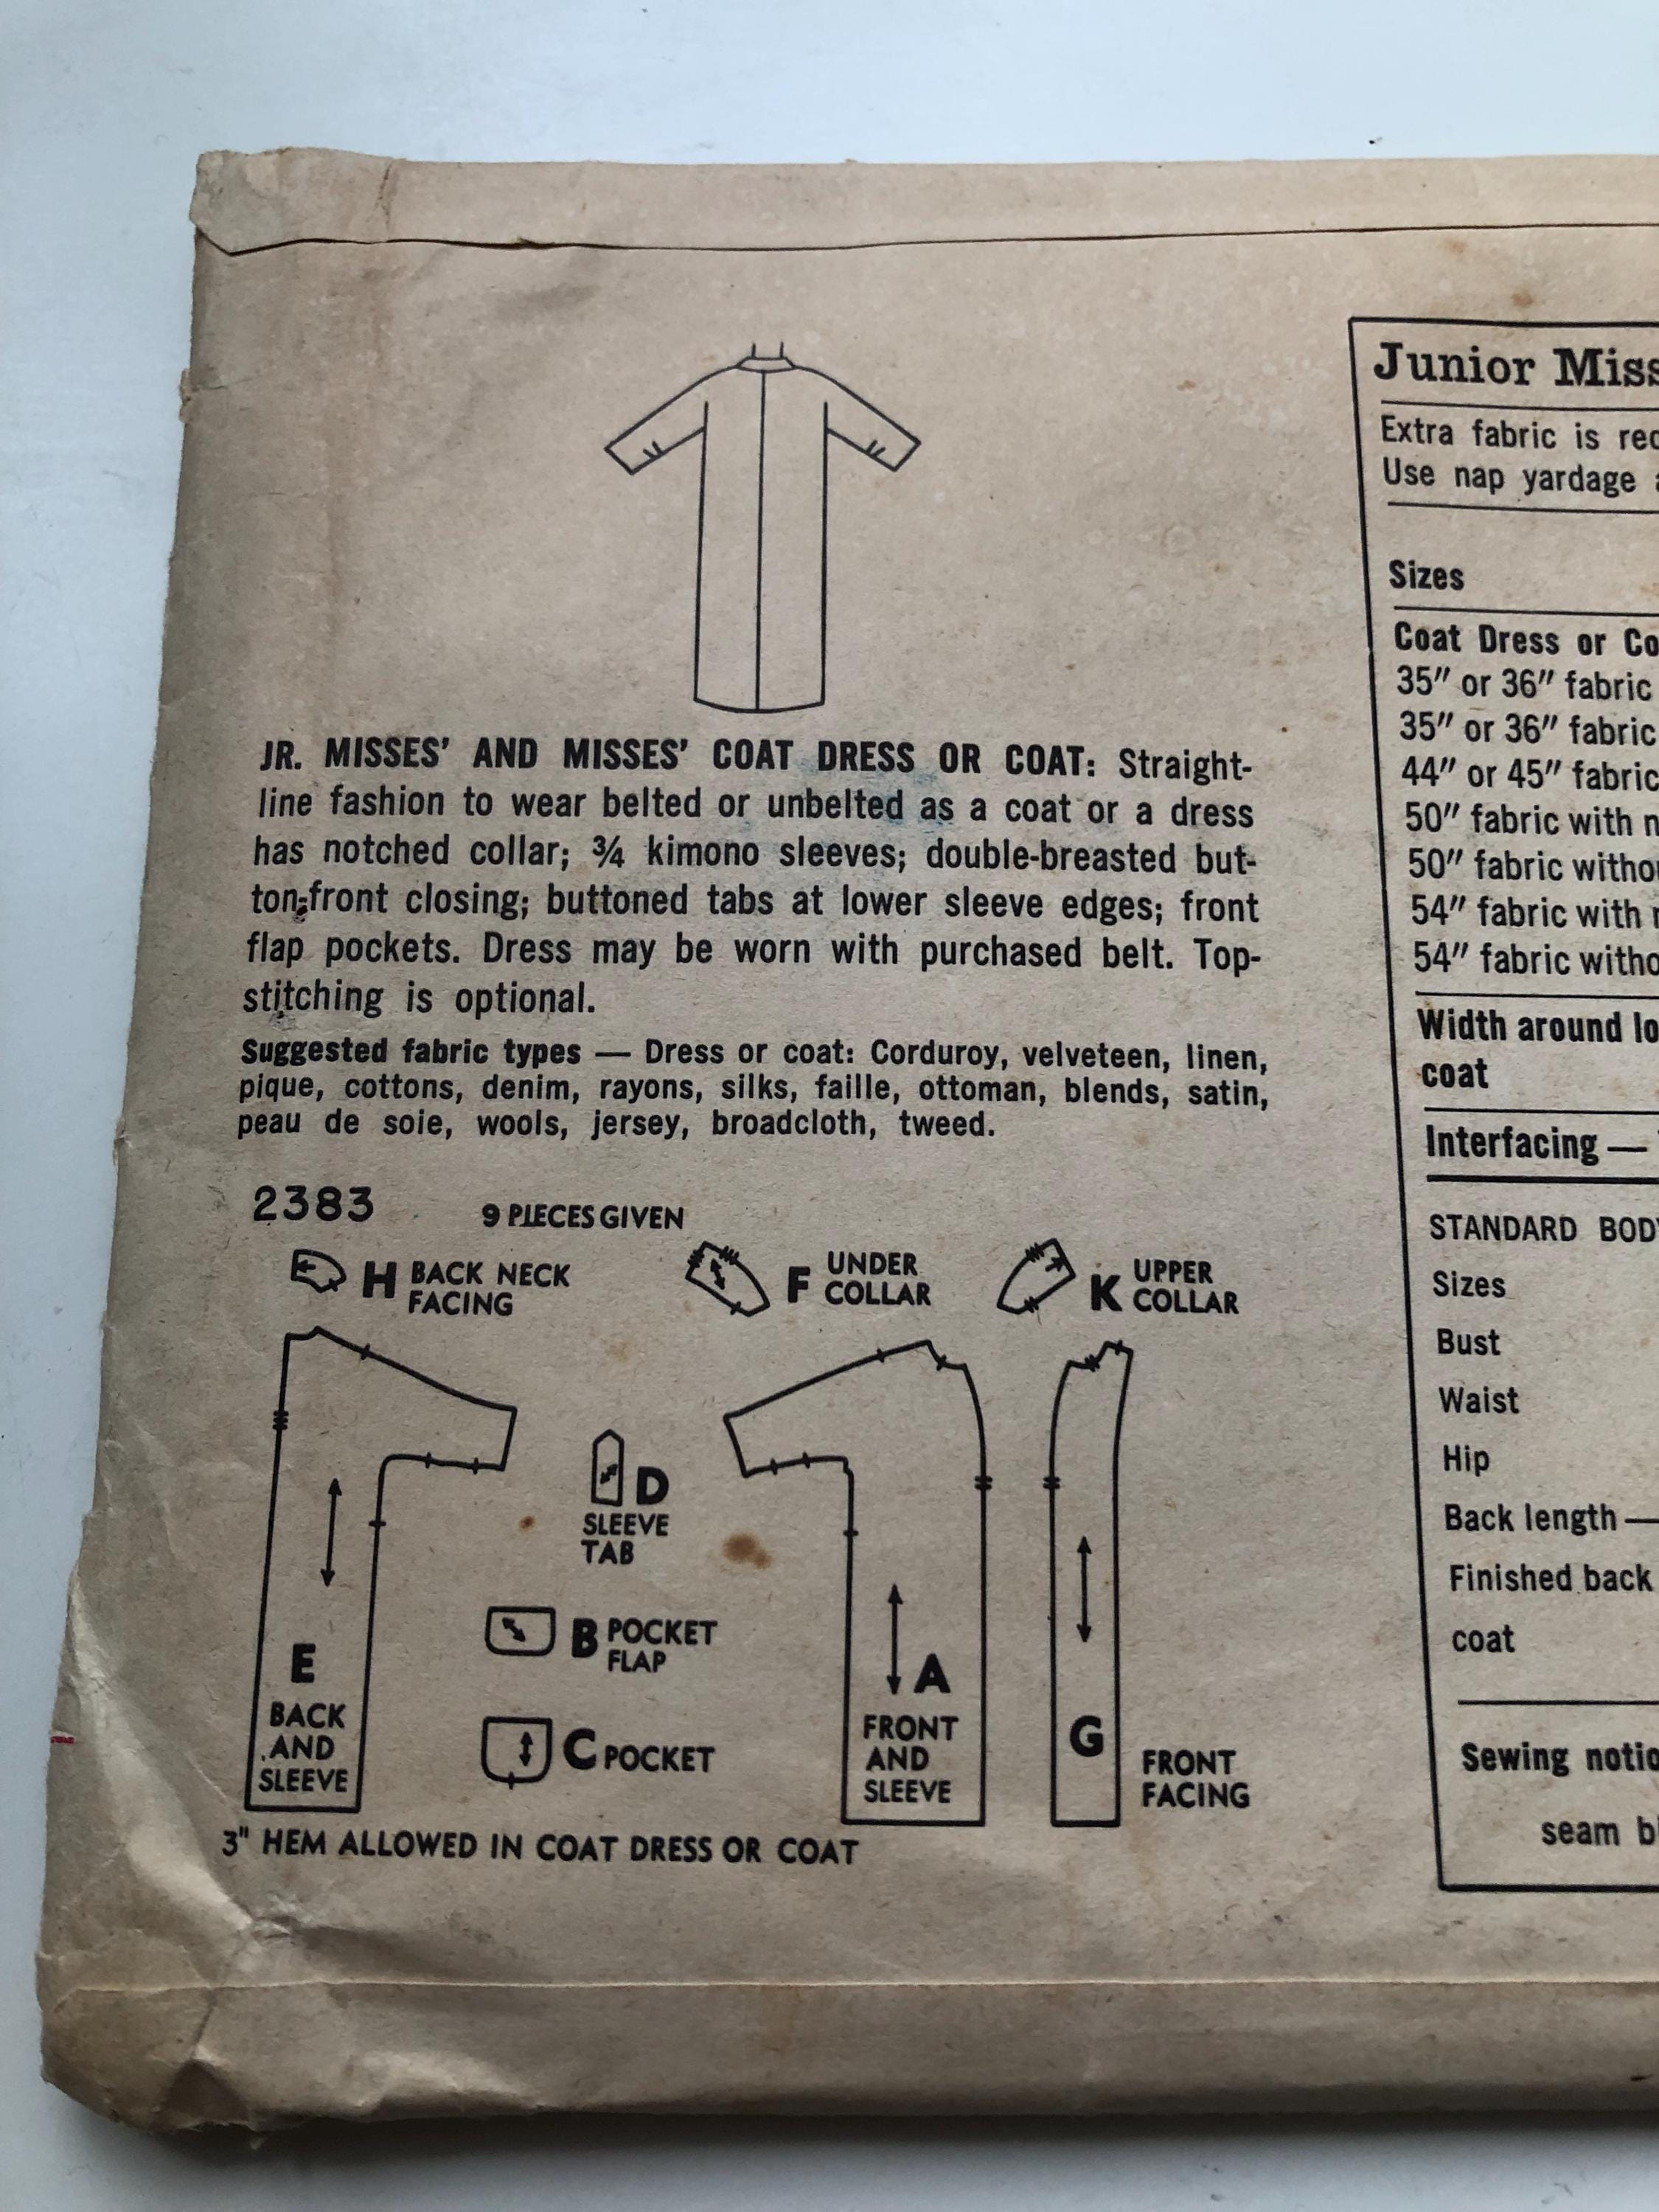 JR. MISSES' AND MISSES' COAT DRESS OR COAT: Straight-
line fashion to wear belted or unbelted as a coat or a dress
has notched collar; ¾ kimono sleeves; double-breasted but-
ton-front closing; buttoned tabs at lower sleeve edges; front
flap pockets. Dress may be worn with purchased belt. Top-
stitching is optional.
Suggested fabric types — Dress or coat: Corduroy, velveteen, linen,
pique, cottons, denim, rayons, silks, faille, ottoman, blends, satin,
peau de soie, wools, jersey, broadcloth, tweed.
2383 9 PIECES GIVEN
H BACK NECK
FACING
F UNDER
COLLAR
K UPPER
COLLAR
D
SLEEVE
TAB
B POCKET
FLAP
C POCKET
E
BACK
AND
SLEEVE
A
FRONT
AND
SLEEVE
G
FRONT
FACING
3" HEM ALLOWED IN COAT DRESS OR COAT
Junior Miss
Extra fabric is
Use nap yardage
Sizes
Coat Dress or
35" or 36" fabric
35" or 36" fabric
44" or 45" fabric
50" fabric with
50" fabric
54" fabric with
54" fabric
Width around
coat
Interfacing —
STANDARD
Sizes
Bust
Waist
Hip
Back length —
Finished back
coat
Sewing
seam